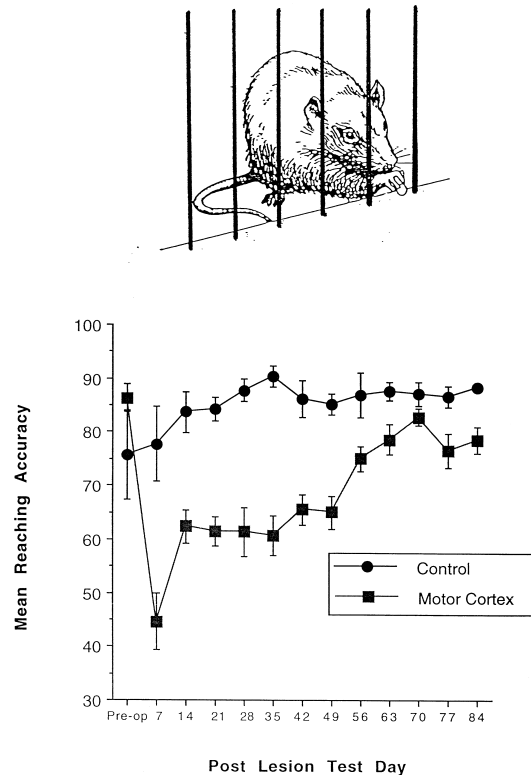 100
90
80
70
60
50
40
30
Mean Reaching Accuracy
Control
Motor Cortex
Pre-op 7 14 21 28 35 42 49 56 63 70 77 84
Post Lesion Test Day